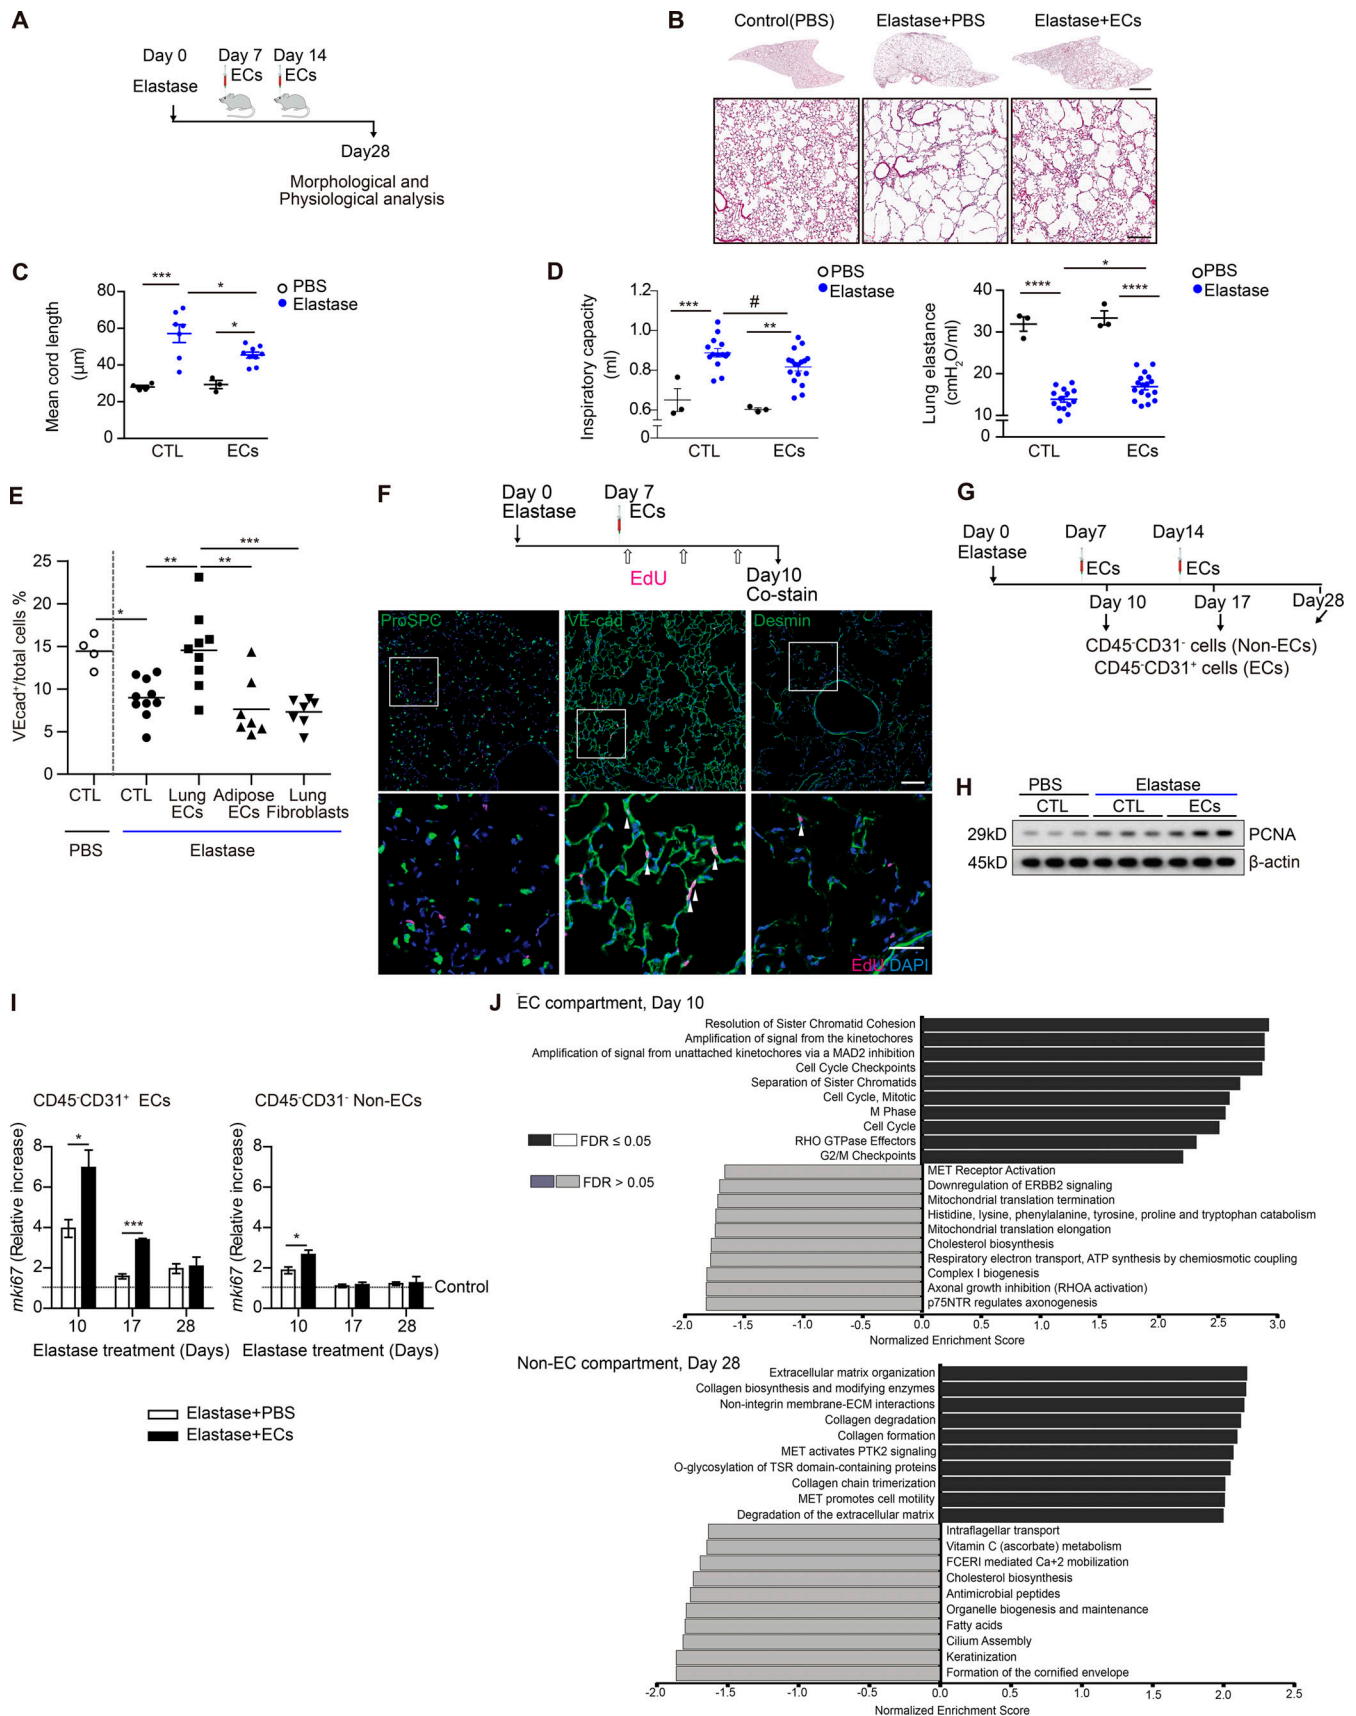 A
Day 0
Day 7
Day 14
ECs
ECs
Elastase
Day28
Morphological and
Physiological analysis
B
Control(PBS)
Elastase+PBS
Elastase+ECs
C
PBS
Elastase
***
*
*
Mean cord length
(μm)
80
60
40
20
0
CTL
ECs
D
PBS
Elastase
***
#
**
Inspiratory capacity
(ml)
1.2
1.0
0.8
0.6
0
CTL
ECs
PBS
Elastase
*
****
****
Lung elastance
(cmH2O/ml)
40
30
20
10
0
CTL
ECs
E
VEcad+/total cells %
25
20
15
10
5
0
*
**
**
***
CTL
CTL
Lung
ECs
Adipose
ECs
Lung
Fibroblasts
PBS
Elastase
F
Day 0
Elastase
Day 7
ECs
EdU
Day10
Co-stain
ProSPC
VE-cad
Desmin
EdU/DAPI
G
Day 0
Elastase
Day7
Day14
ECs
ECs
Day 10
Day 17
Day28
CD45-CD31- cells (Non-ECs)
CD45-CD31+ cells (ECs)
H
PBS
Elastase
CTL
CTL
ECs
29kD
PCNA
45kD
β-actin
I
CD45-CD31+ ECs
mki67 (Relative increase)
8
6
4
2
0
*
***
10
17
28
Elastase treatment (Days)
CD45-CD31- Non-ECs
mki67 (Relative increase)
8
6
4
2
0
*
Control
10
17
28
Elastase treatment (Days)
Elastase+PBS
Elastase+ECs
J
EC compartment, Day 10
Resolution of Sister Chromatid Cohesion
Amplification of signal from the kinetochores
Amplification of signal from unattached kinetochores via a MAD2 inhibition
Cell Cycle Checkpoints
Separation of Sister Chromatids
Cell Cycle, Mitotic
M Phase
Cell Cycle
RHO GTPase Effectors
G2/M Checkpoints
FDR ≤ 0.05
FDR > 0.05
MET Receptor Activation
Downregulation of ERBB2 signaling
Mitochondrial translation termination
Histidine, lysine, phenylalanine, tyrosine, proline and tryptophan catabolism
Mitochondrial translation elongation
Cholesterol biosynthesis
Respiratory electron transport, ATP synthesis by chemiosmotic coupling
Complex I biogenesis
Axonal growth inhibition (RHOA activation)
p75NTR regulates axonogenesis
-2.0 -1.5 -1.0 -0.5 0.0 0.5 1.0 1.5 2.0 2.5 3.0
Normalized Enrichment Score
Non-EC compartment, Day 28
Extracellular matrix organization
Collagen biosynthesis and modifying enzymes
Non-integrin membrane-ECM interactions
Collagen degradation
Collagen formation
MET activates PTK2 signaling
O-glycosylation of TSR domain-containing proteins
Collagen chain trimerization
MET promotes cell motility
Degradation of the extracellular matrix
Intraflagellar transport
Vitamin C (ascorbate) metabolism
FCERI mediated Ca+2 mobilization
Cholesterol biosynthesis
Antimicrobial peptides
Organelle biogenesis and maintenance
Fatty acids
Cilium Assembly
Keratinization
Formation of the cornified envelope
-2.0 -1.5 -1.0 -0.5 0.0 0.5 1.0 1.5 2.0 2.5
Normalized Enrichment Score